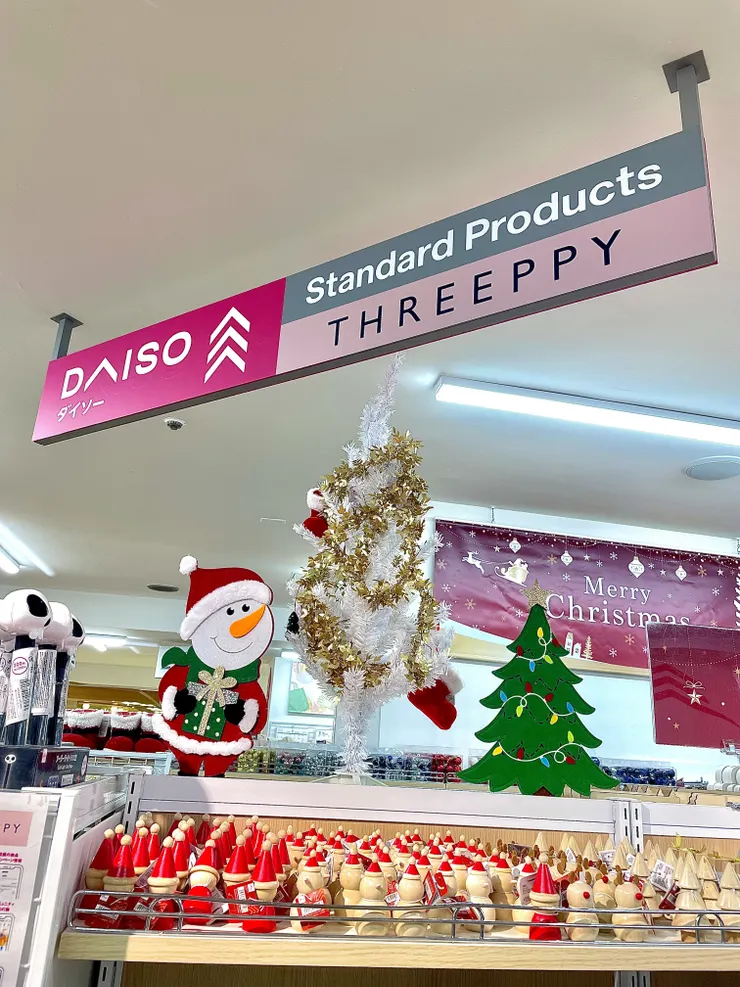 Standard Products
THREEPPY
DAISO
ダイソー
Merry
Christmas
PPY